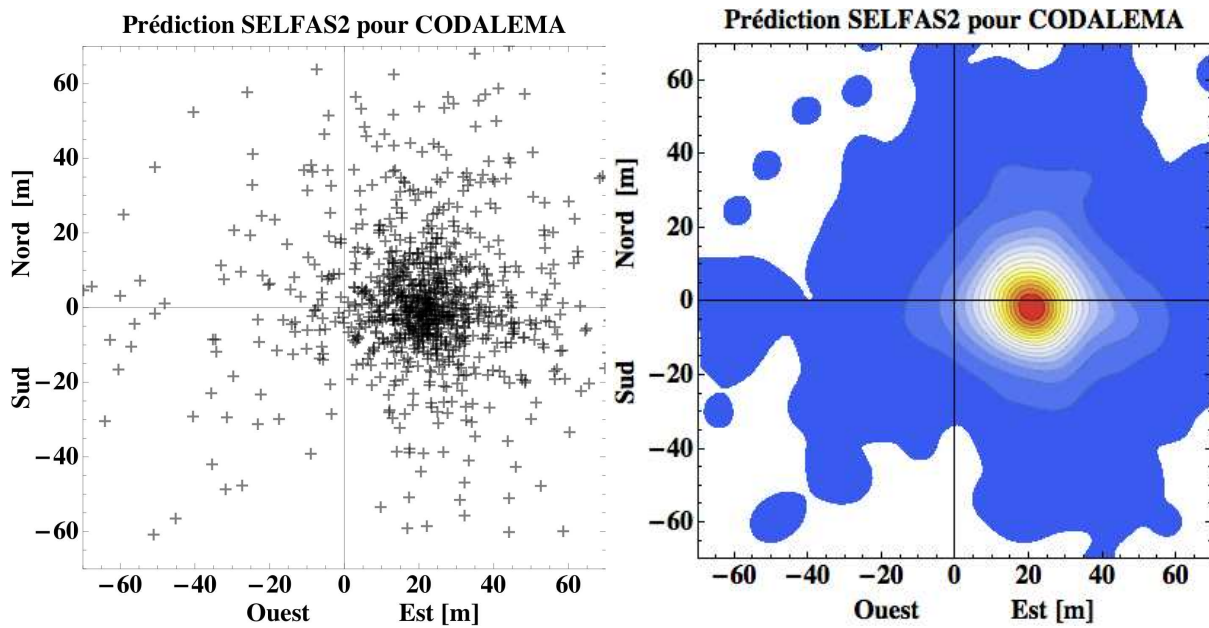 Prédiction SELFAS2 pour CODALEMA
60
40
20
0
−20
−40
−60
Nord [m]
Sud
−60 −40 −20 0 20 40 60
Ouest Est [m]
Prédiction SELFAS2 pour CODALEMA
60
40
20
0
−20
−40
−60
Nord [m]
Sud
−60 −40 −20 0 20 40 60
Ouest Est [m]